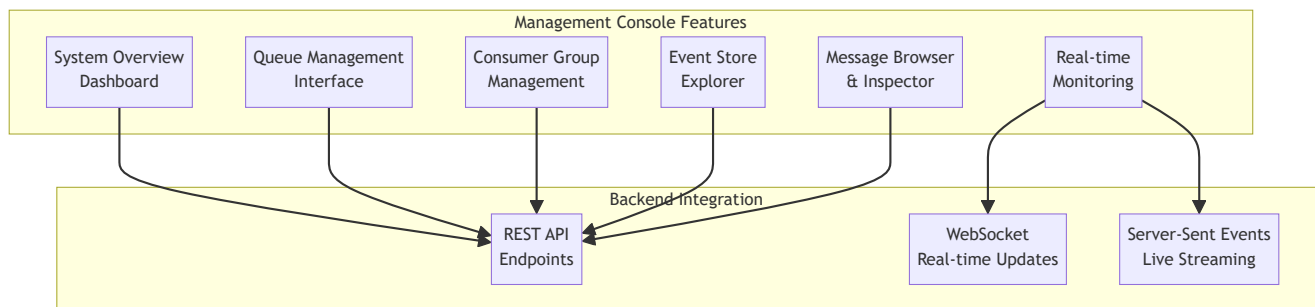 Management Console Features
System Overview
Dashboard
Queue Management
Interface
Consumer Group
Management
Event Store
Explorer
Message Browser
& Inspector
Real-time
Monitoring
Backend Integration
REST API
Endpoints
WebSocket
Real-time Updates
Server-Sent Events
Live Streaming